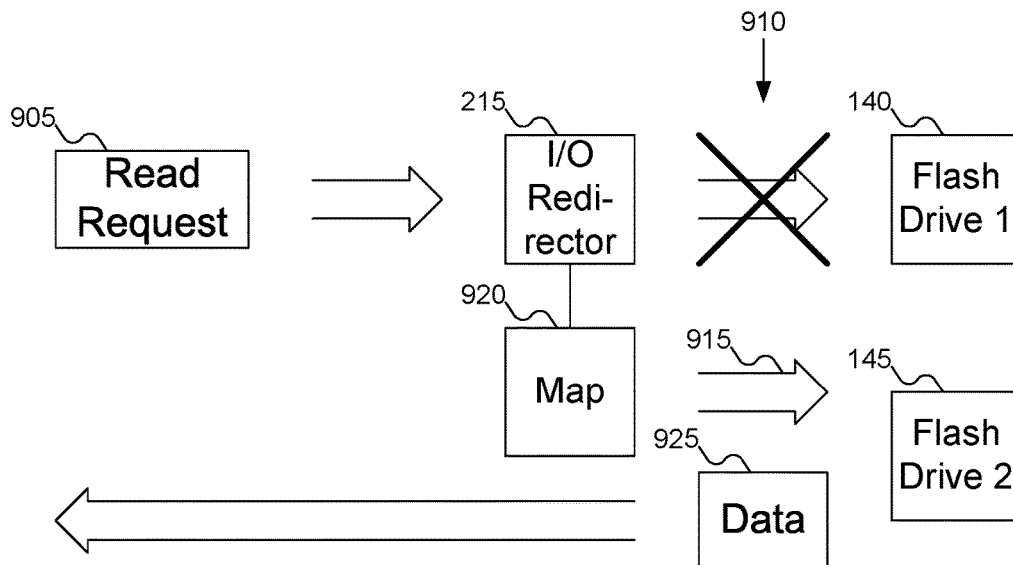 910
905
215
140
Read
Request
I/O
Redi-
rector
Flash
Drive 1
920
915
145
Map
925
Flash
Drive 2
Data